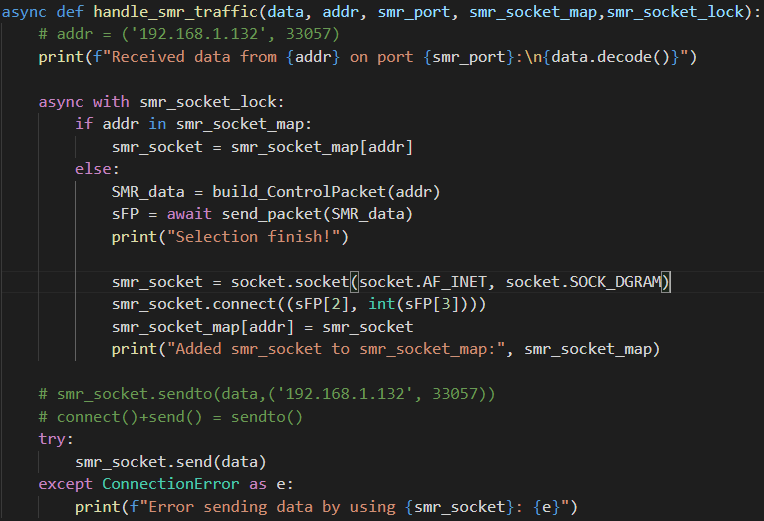 async def handle_smr_traffic(data, addr, smr_port, smr_socket_map,smr_socket_lock):
    # addr = ('192.168.1.132', 33057)
    print(f"Received data from {addr} on port {smr_port}:\n{data.decode()}")

    async with smr_socket_lock:
        if addr in smr_socket_map:
            smr_socket = smr_socket_map[addr]
        else:
            SMR_data = build_ControlPacket(addr)
            sFP = await send_packet(SMR_data)
            print("Selection finish!")

            smr_socket = socket.socket(socket.AF_INET, socket.SOCK_DGRAM)
            smr_socket.connect((sFP[2], int(sFP[3])))
            smr_socket_map[addr] = smr_socket
            print("Added smr_socket to smr_socket_map:", smr_socket_map)

    # smr_socket.sendto(data,('192.168.1.132', 33057))
    # connect()+send() = sendto()
    try:
        smr_socket.send(data)
    except ConnectionError as e:
        print(f"Error sending data by using {smr_socket}: {e}")